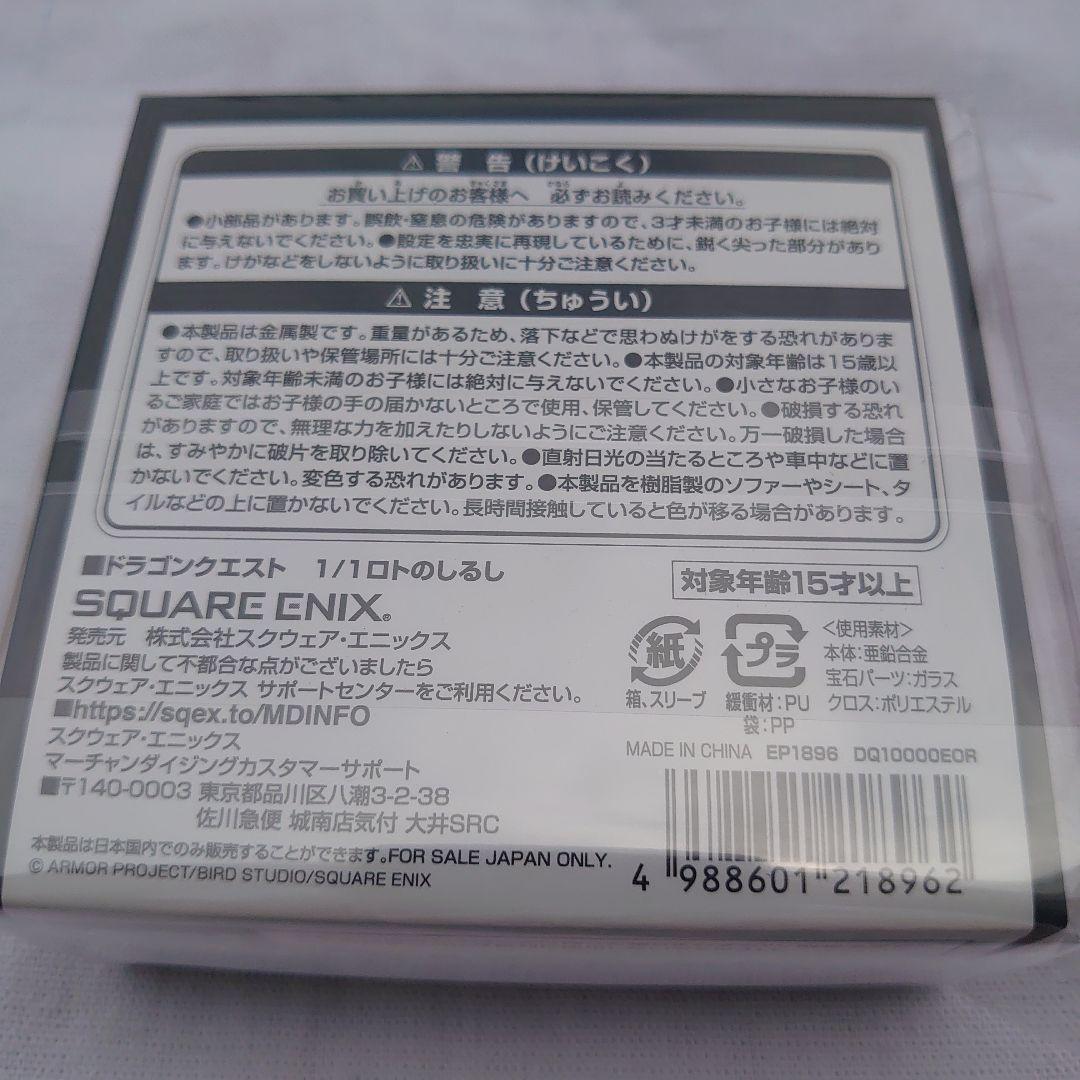 ⚠ 警 告（けいこく）
お買い上げのお客様へ 必ずお読みください。
●小部品があります。誤飲・窒息の危険がありますので、3才未満のお子様には絶対
に与えないでください。●設定を忠実に再現しているために、鋭く尖った部分があり
ます。けがなどをしないように取り扱いに十分ご注意ください。
⚠ 注 意（ちゅうい）
●本製品は金属製です。重量があるため、落下などで思わぬけがをする恐れがありま
すので、取り扱いや保管場所には十分ご注意ください。●本製品の対象年齢は15歳以
上です。対象年齢未満のお子様には絶対に与えないでください。●小さなお子様のい
るご家庭ではお子様の手の届かないところで使用、保管してください。●破損する恐れ
がありますので、無理な力を加えたりしないようにご注意ください。万一破損した場合
は、すみやかに破片を取り除いてください。●直射日光の当たるところや車中などに置
かないでください。変色する恐れがあります。●本製品を樹脂製のソファーやシート、タ
イルなどの上に置かないでください。長時間接触していると色が移る場合があります。
■ドラゴンクエスト 1/1ロトのしるし
SQUARE ENIX®
発売元 株式会社スクウェア・エニックス
製品に関して不都合な点がございましたら
スクウェア・エニックス サポートセンターをご利用ください。
■https://sqex.to/MDINFO
スクウェア・エニックス
マーチャンダイジングカスタマーサポート
■〒140-0003 東京都品川区八潮3-2-38
佐川急便 城南店気付 大井SRC
本製品は日本国内でのみ販売することができます。FOR SALE JAPAN ONLY.
© ARMOR PROJECT/BIRD STUDIO/SQUARE ENIX
対象年齢15才以上
紙
箱、スリーブ
プラ
緩衝材：PU
袋：PP
＜使用素材＞
本体：亜鉛合金
宝石パーツ：ガラス
クロス：ポリエステル
MADE IN CHINA EP1896 DQ10000E0R
4 988601 218962